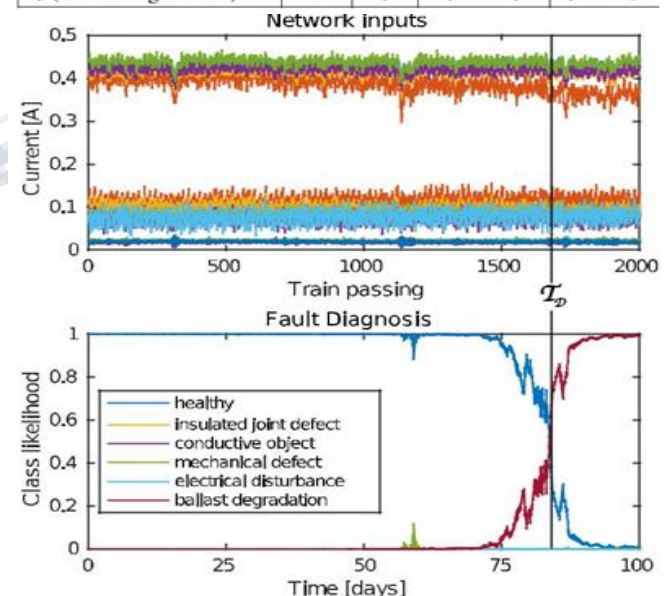 Network inputs
0.5
0.4
0.3
0.2
0.1
0
Current [A]
0 500 1000 1500 2000
Train passing
T_D
Fault Diagnosis
1
0.8
0.6
0.4
0.2
0
Class likelihood
healthy
insulated joint defect
conductive object
mechanical defect
electrical disturbance
ballast degradation
0 25 50 75 100
Time [days]